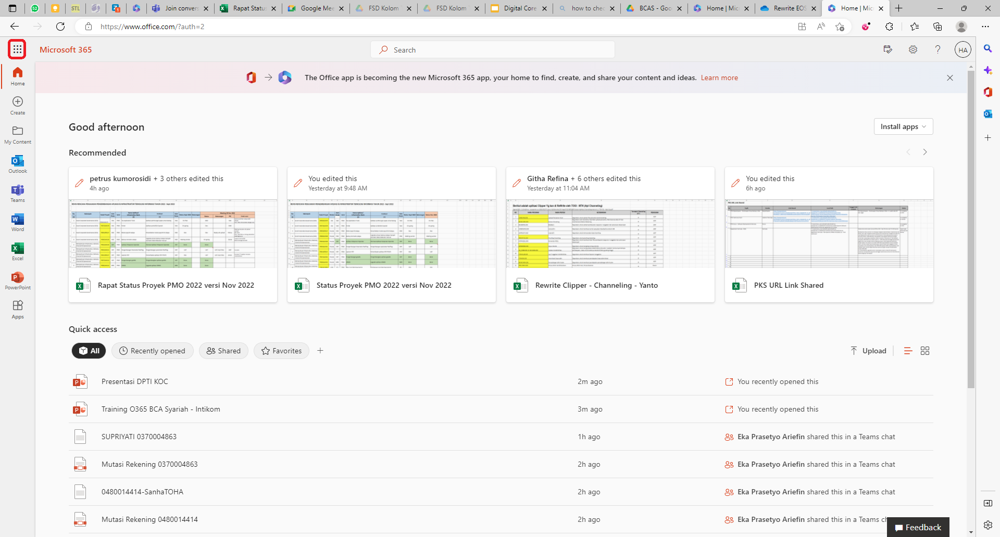 STL
Join convers
Rapat Status
Google Mee
FSD Kolom
FSD Kolom
Digital Core
how to chec
BCAS - Goo
Home | Micr
Rewrite EOS
Home | Micr
https://www.office.com/?auth=2
Microsoft 365
Search
HA
The Office app is becoming the new Microsoft 365 app, your home to find, create, and share your content and ideas. Learn more
Home
Create
My Content
Outlook
Teams
Word
Excel
PowerPoint
Apps
Good afternoon
Install apps
Recommended
petrus kumorosidi + 3 others edited this
4h ago
You edited this
Yesterday at 9:48 AM
Githa Refina + 6 others edited this
Yesterday at 11:04 AM
You edited this
6h ago
Rapat Status Proyek PMO 2022 versi Nov 2022
Status Proyek PMO 2022 versi Nov 2022
Rewrite Clipper - Channeling - Yanto
PKS URL Link Shared
Quick access
All
Recently opened
Shared
Favorites
Upload
Presentasi DPTI KOC 2m ago You recently opened this
Training O365 BCA Syariah - Intikom 3m ago You recently opened this
SUPRIYATI 0370004863 1h ago Eka Prasetyo Ariefin shared this in a Teams chat
Mutasi Rekening 0370004863 2h ago Eka Prasetyo Ariefin shared this in a Teams chat
0480014414-SanhaTOHA 2h ago Eka Prasetyo Ariefin shared this in a Teams chat
Mutasi Rekening 0480014414 2h ago Eka Prasetyo Ariefin shared this in a Teams ch
Feedback